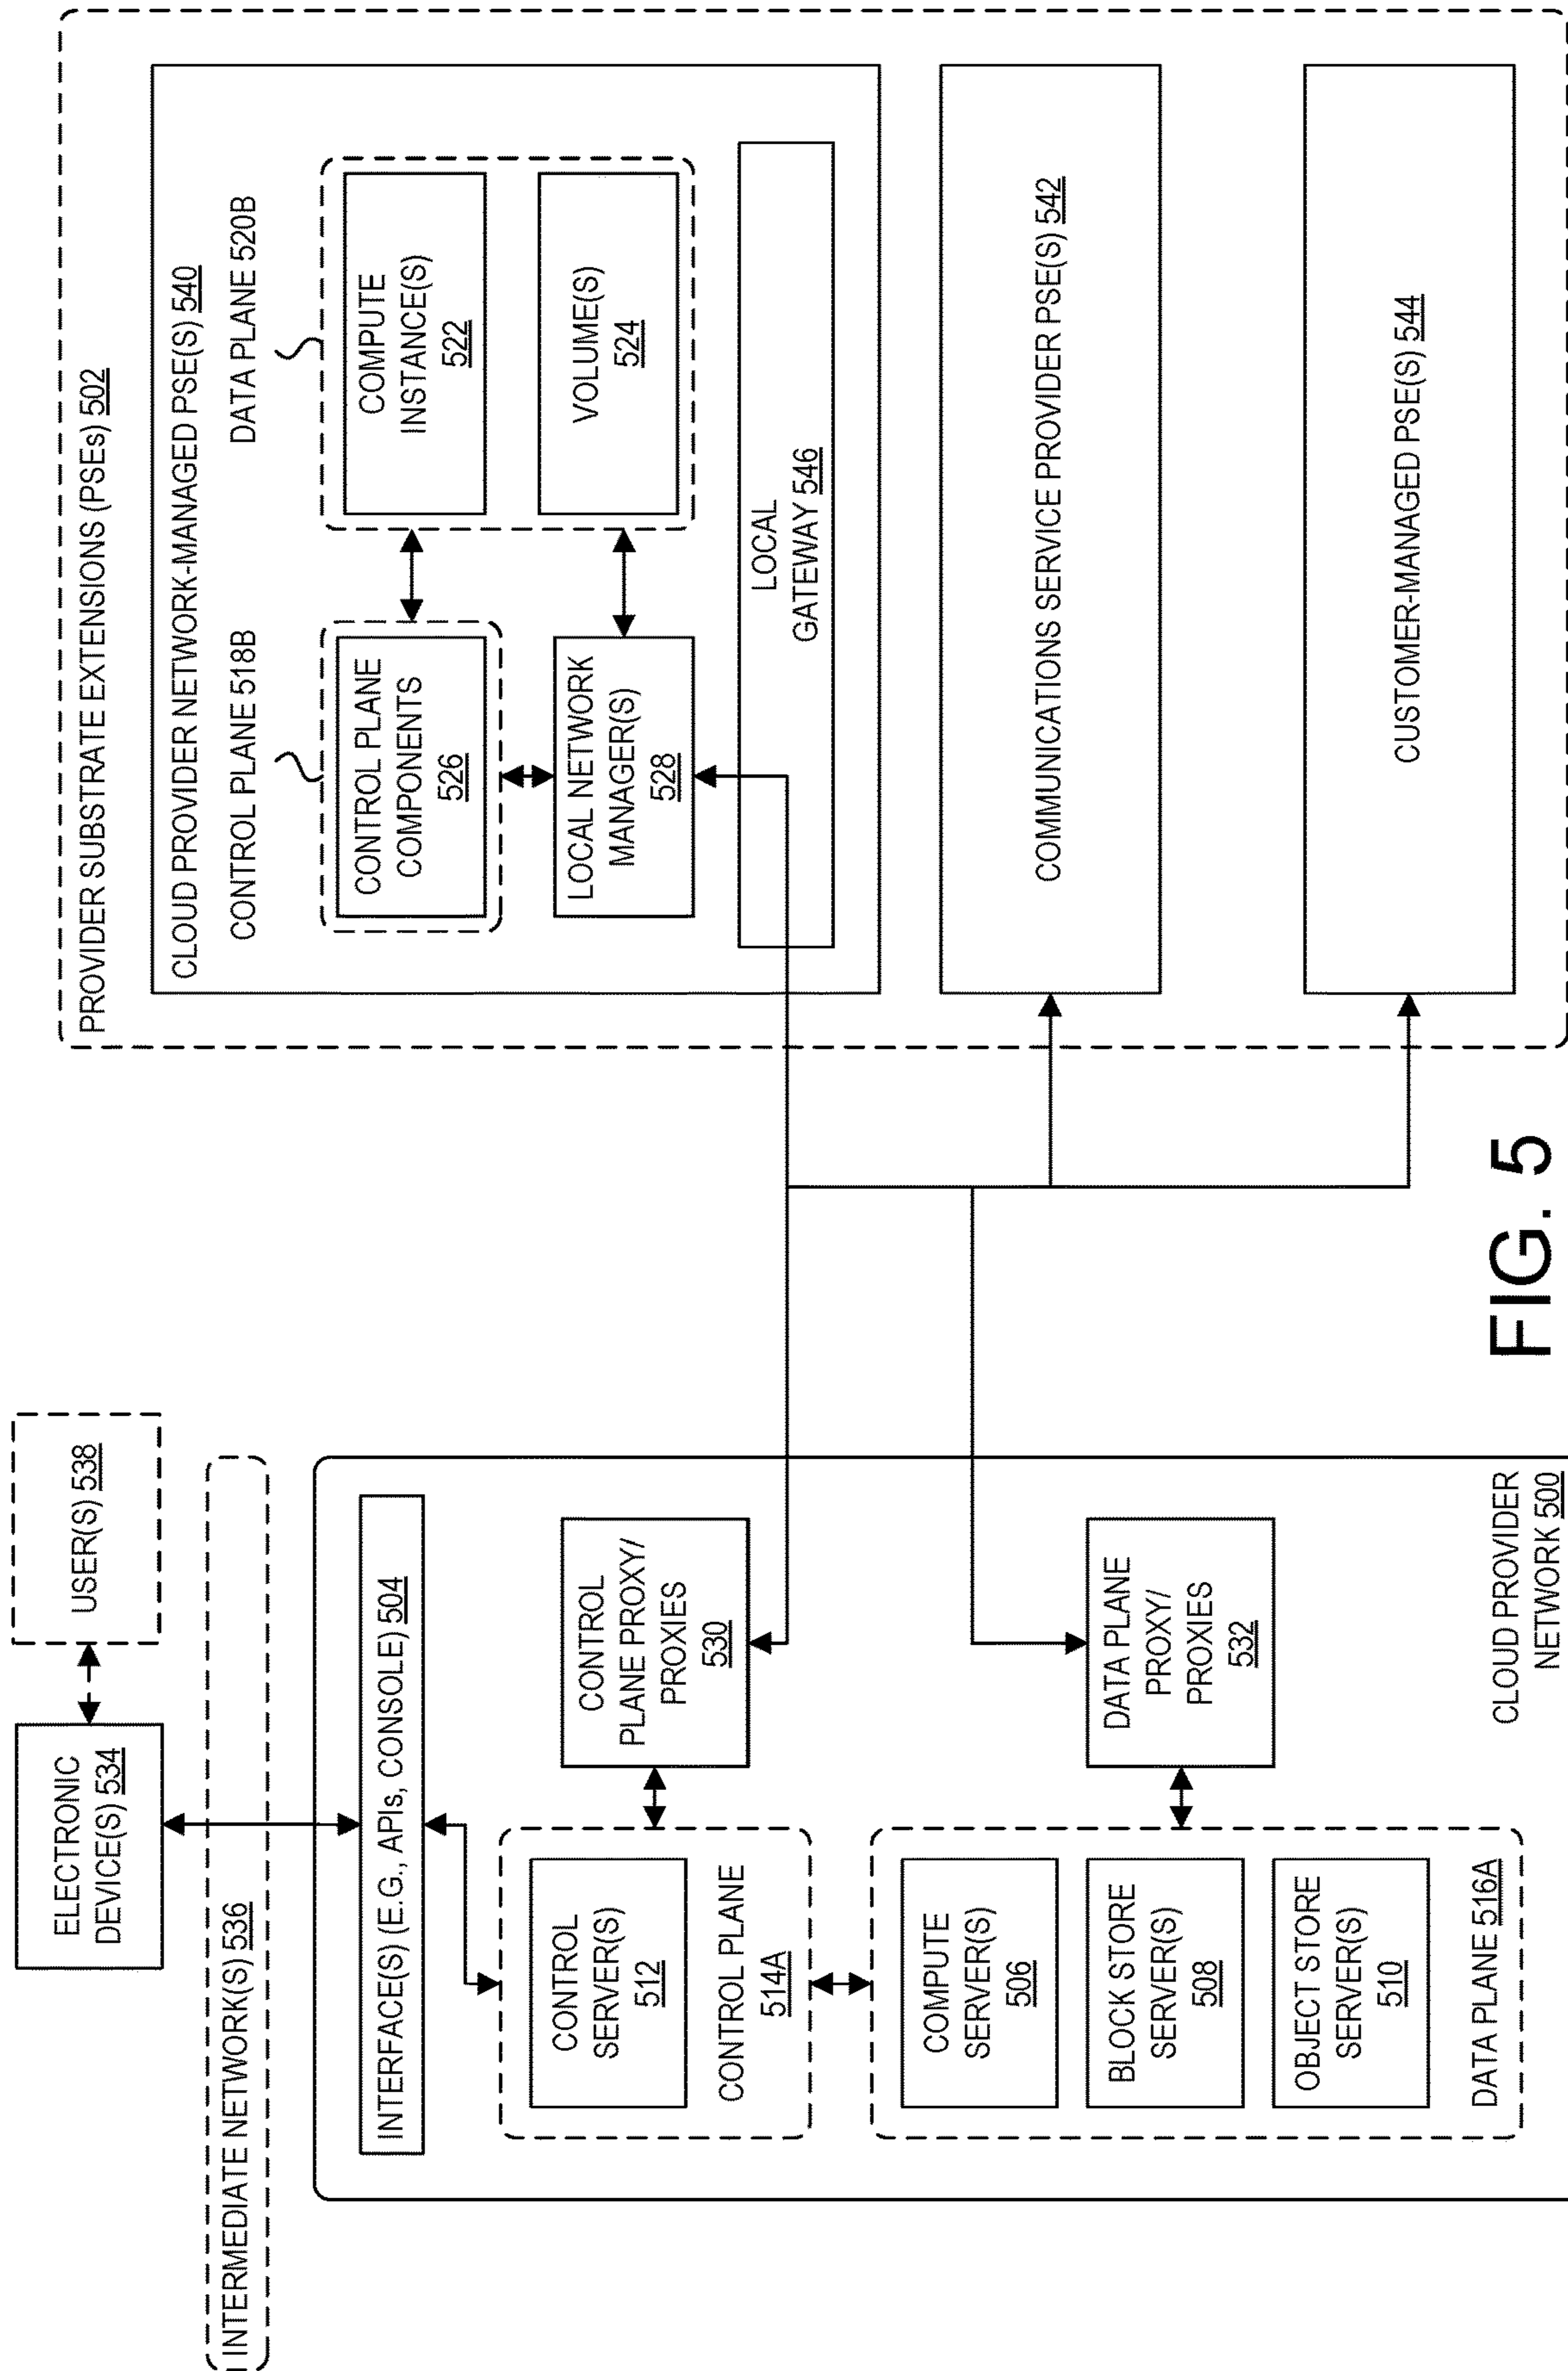 USER(S) 538
ELECTRONIC
DEVICE(S) 534
INTERMEDIATE NETWORK(S) 536
INTERFACE(S) (E.G., APIs, CONSOLE) 504
CONTROL
SERVER(S)
512
CONTROL PLANE
514A
CONTROL
PLANE PROXY/
PROXIES
530
COMPUTE
SERVER(S)
506
BLOCK STORE
SERVER(S)
508
OBJECT STORE
SERVER(S)
510
DATA PLANE 516A
DATA PLANE
PROXY/
PROXIES
532
CLOUD PROVIDER
NETWORK 500
PROVIDER SUBSTRATE EXTENSIONS (PSEs) 502
CLOUD PROVIDER NETWORK-MANAGED PSE(S) 540
CONTROL PLANE 518B
DATA PLANE 520B
CONTROL PLANE
COMPONENTS
526
COMPUTE
INSTANCE(S)
522
LOCAL NETWORK
MANAGER(S)
528
VOLUME(S)
524
LOCAL
GATEWAY 546
COMMUNICATIONS SERVICE PROVIDER PSE(S) 542
CUSTOMER-MANAGED PSE(S) 544
FIG. 5